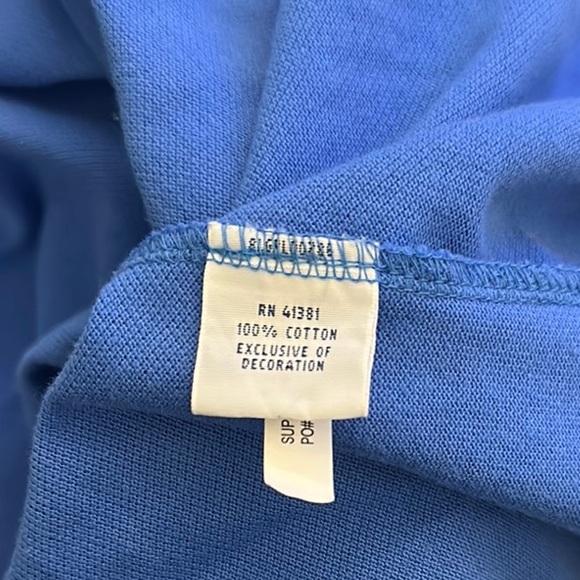 RN 41381
100% COTTON
EXCLUSIVE OF
DECORATION
SUP
PO#